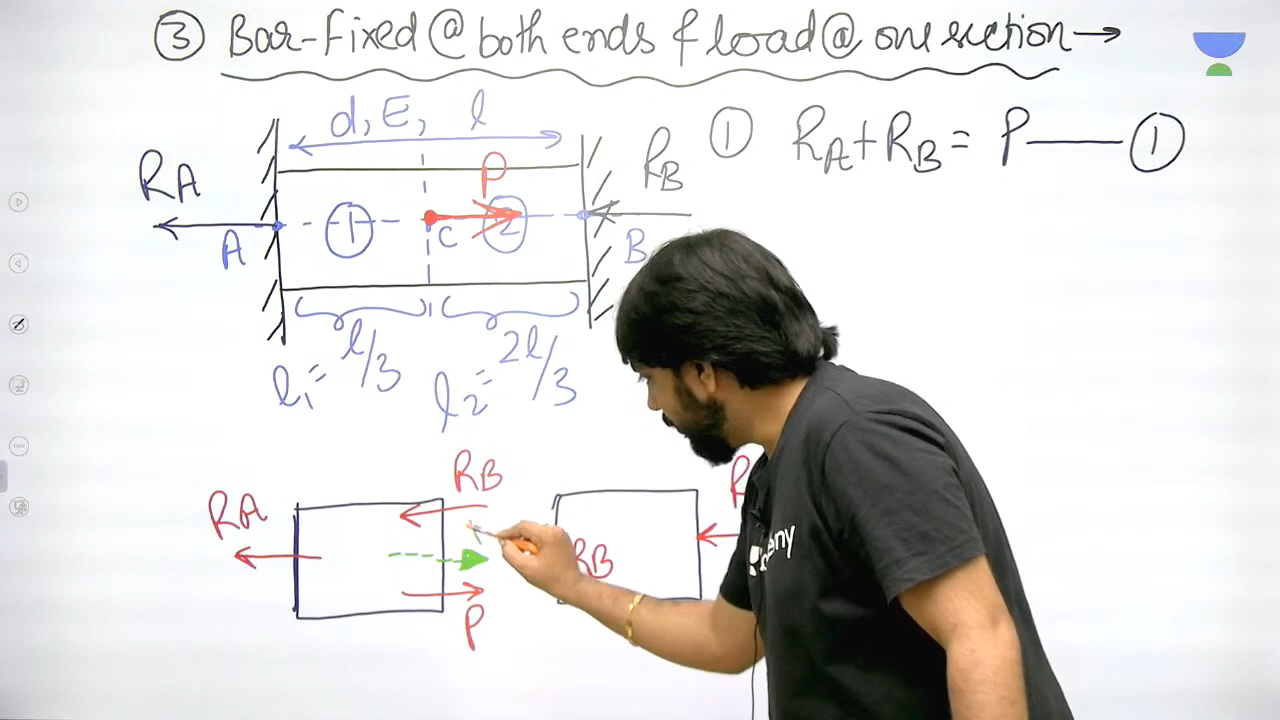 ③ Bar-Fixed @ both ends & load @ one section →
d, E, l
① RA+RB = P —— ①
RA
P
RB
①
②
A
C
B
l1 = l/3
l2 = 2l/3
RA
RB
P
RB
R
demy